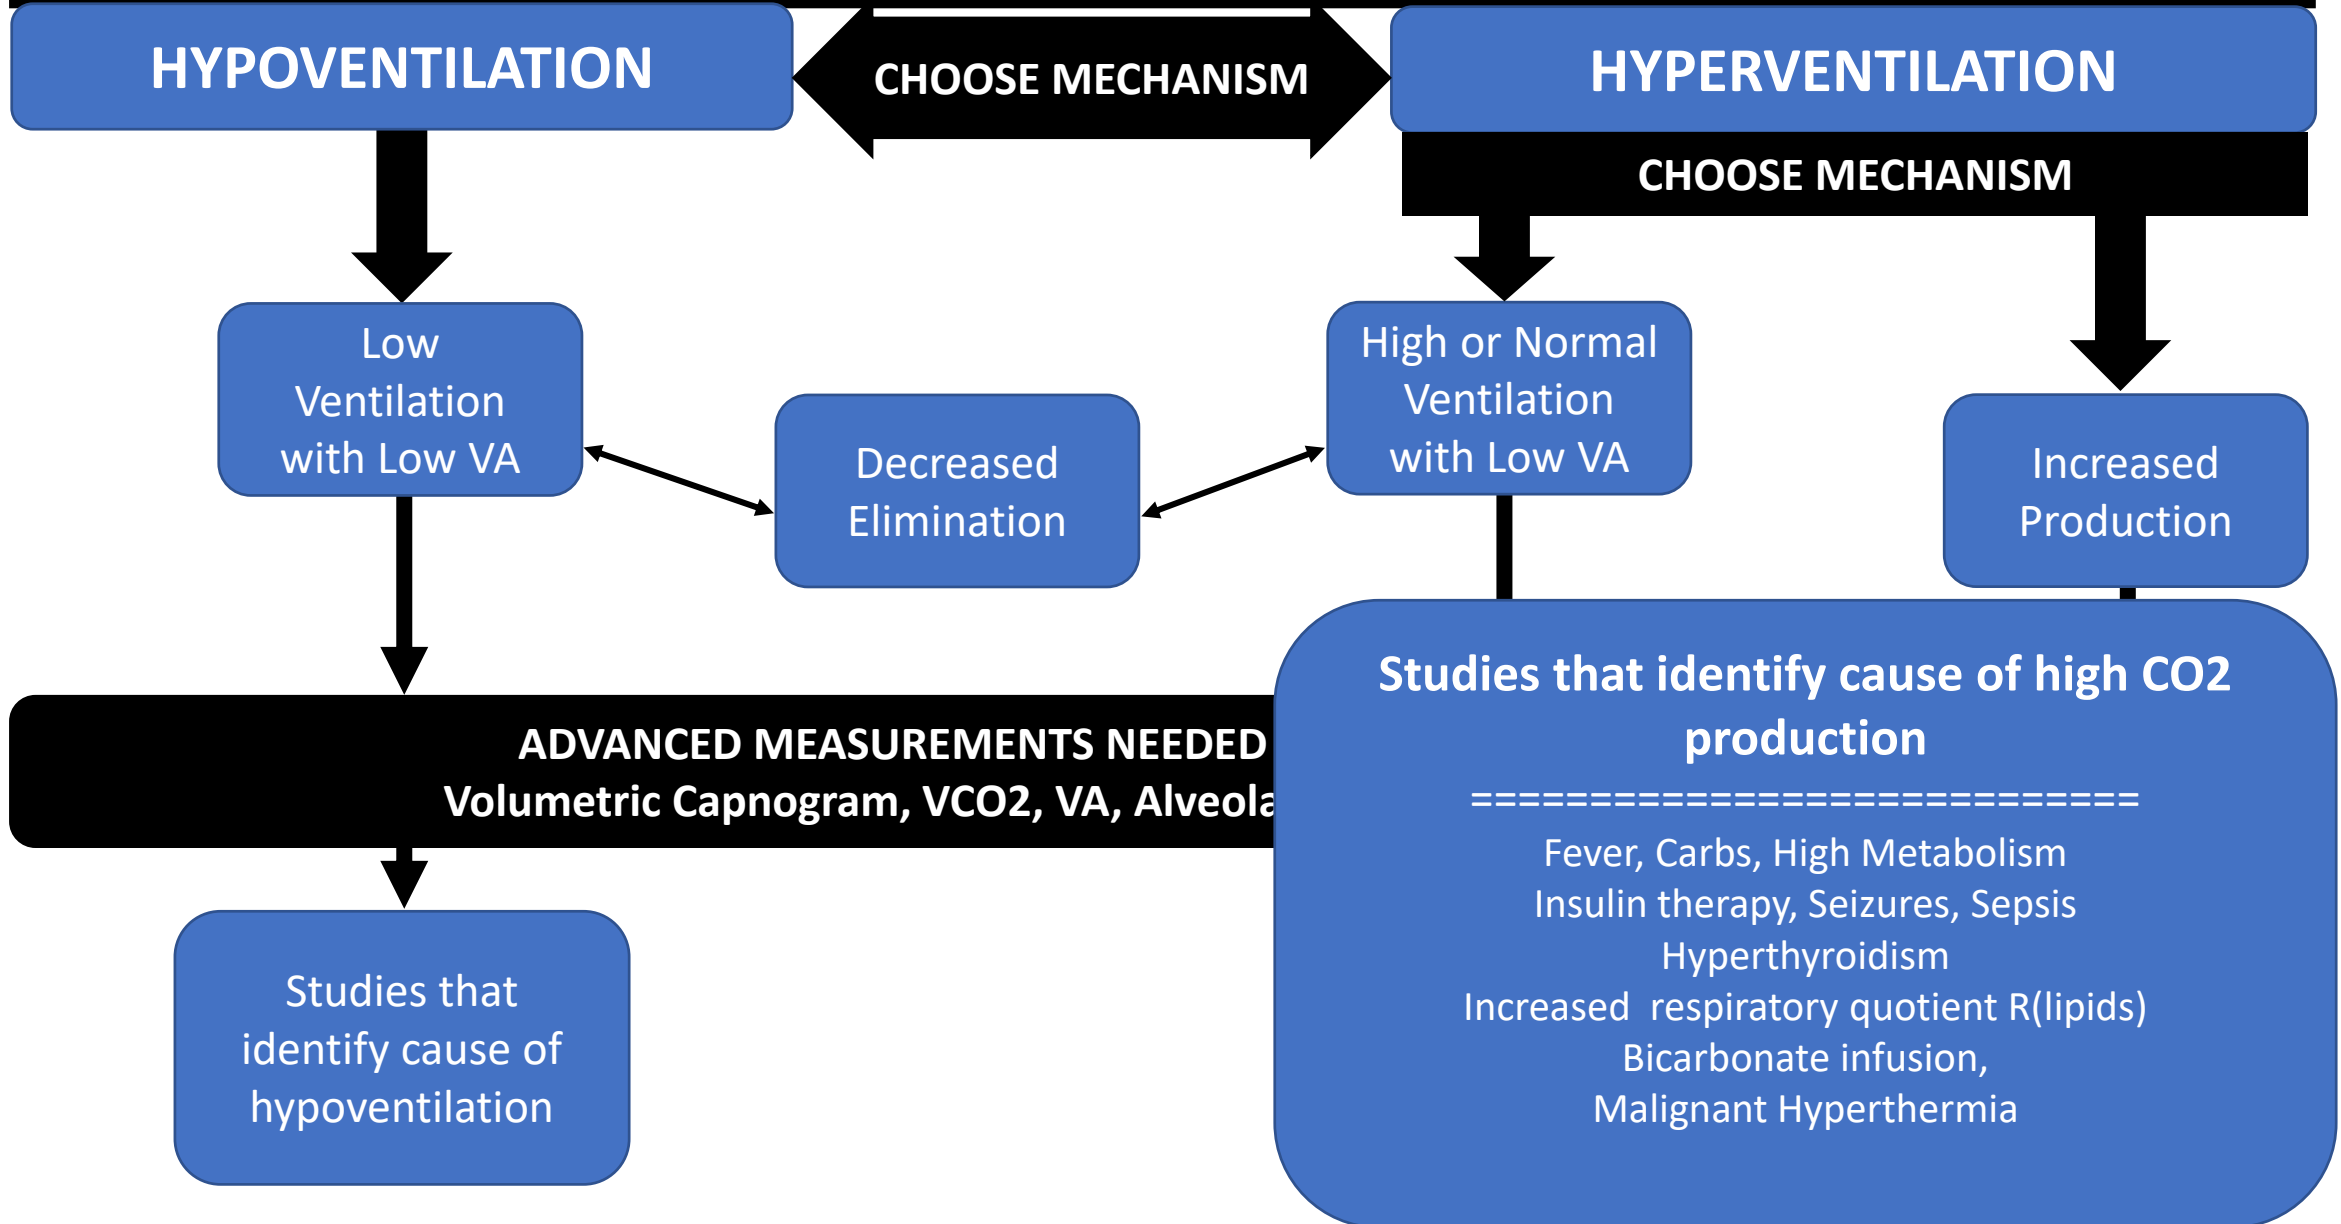 HYPOVENTILATION
CHOOSE MECHANISM
HYPERVENTILATION
CHOOSE MECHANISM
Low
Ventilation
with Low VA
Decreased
Elimination
High or Normal
Ventilation
with Low VA
Increased
Production
ADVANCED MEASUREMENTS NEEDED
Volumetric Capnogram, VCO2, VA,
Studies that
identify cause of
hypoventilation
Studies that identify cause of high CO2
production
============================
Fever, Carbs, High Metabolism
Insulin therapy, Seizures, Sepsis
Hyperthyroidism
Increased  respiratory quotient R(lipids)
Bicarbonate infusion,
Malignant Hyperthermia